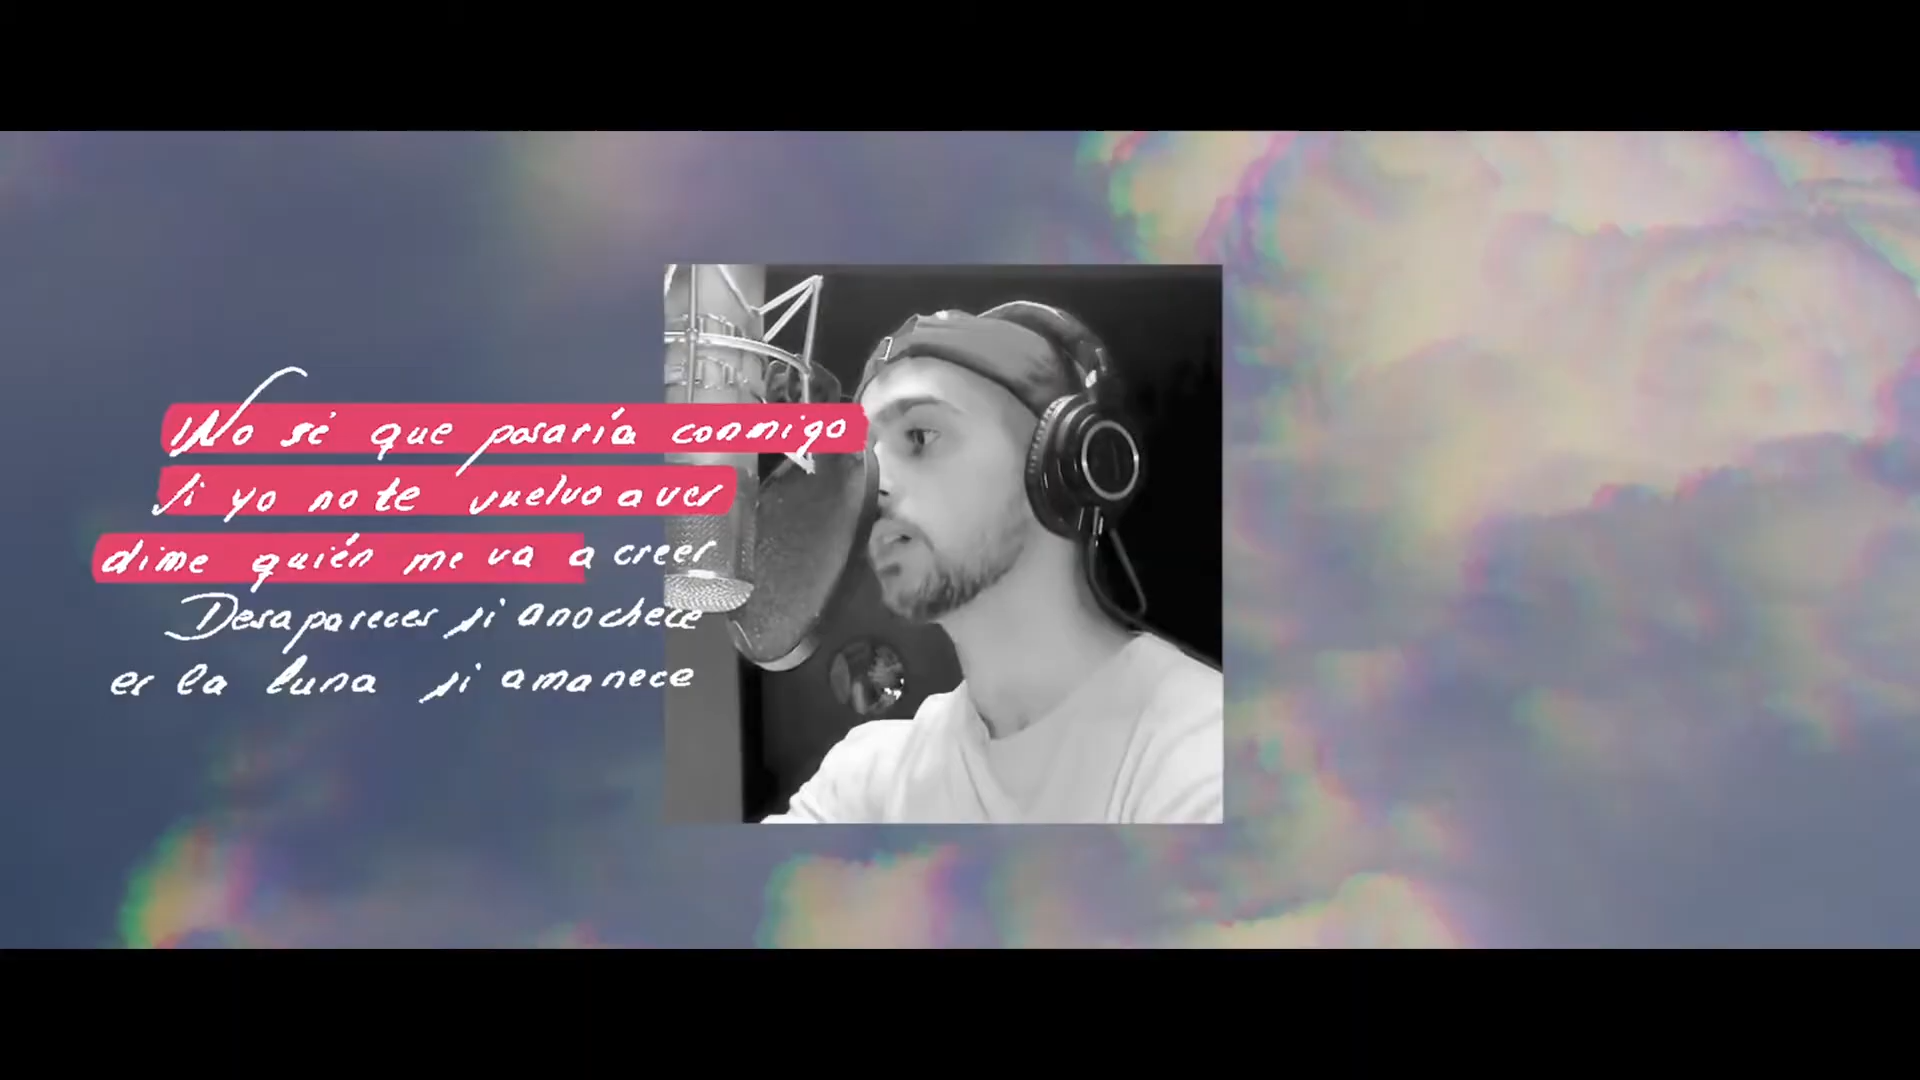 No sé que pasaría conmigo
si yo no te vuelvo a ver
dime quién me va a creer
Desapareces si anochece
es la luna si amanece